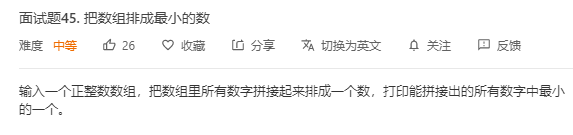 面试题45. 把数组排成最小的数
难度 中等 26 收藏 分享 切换为英文 关注 反馈
输入一个正整数数组，把数组里所有数字拼接起来排成一个数，打印能拼接出的所有数字中最小
的一个。